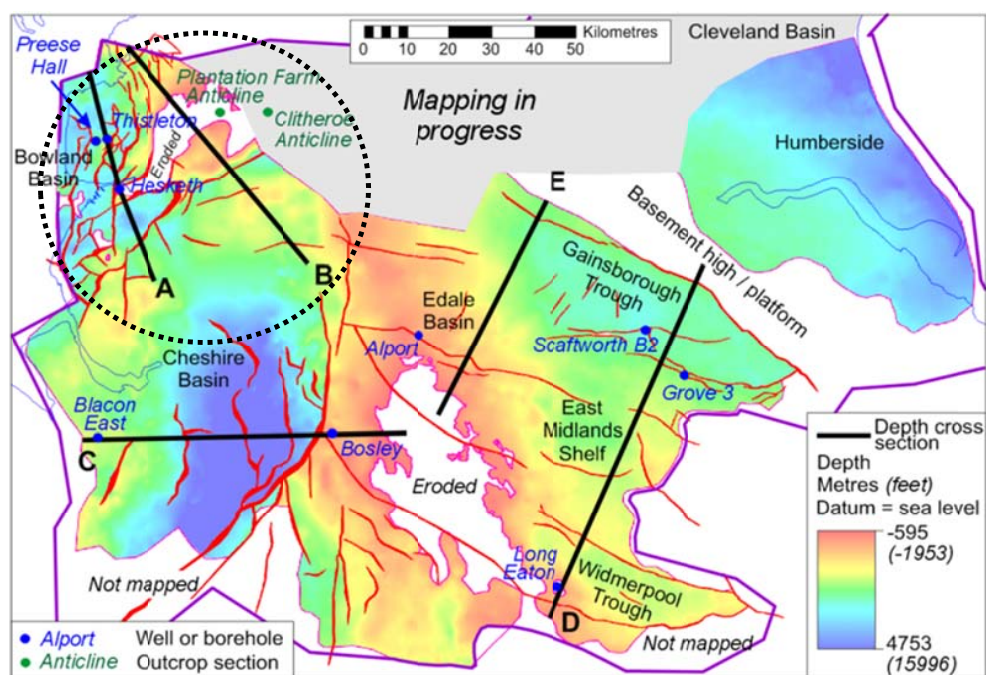 0 5 10 20 30 40 50 Kilometres
Cleveland Basin
Preese
Hall
Plantation Farm
Anticline
Mapping in
progress
Thistleton
Clitheroe
Anticline
Humberside
Bowland
Basin
Eroded
Hesketh
E
Basement high / platform
A
B
Gainsborough
Trough
Edale
Basin
Alport
Scaftworth B2
Cheshire
Basin
Grove 3
Blacon
East
East
Midlands
Shelf
C
Bosley
Eroded
Depth cross
section
Depth
Metres (feet)
Datum = sea level
-595
(-1953)
4753
(15996)
Not mapped
Long
Eaton
Widmerpool
Trough
D
Not mapped
Alport Well or borehole
Anticline Outcrop section